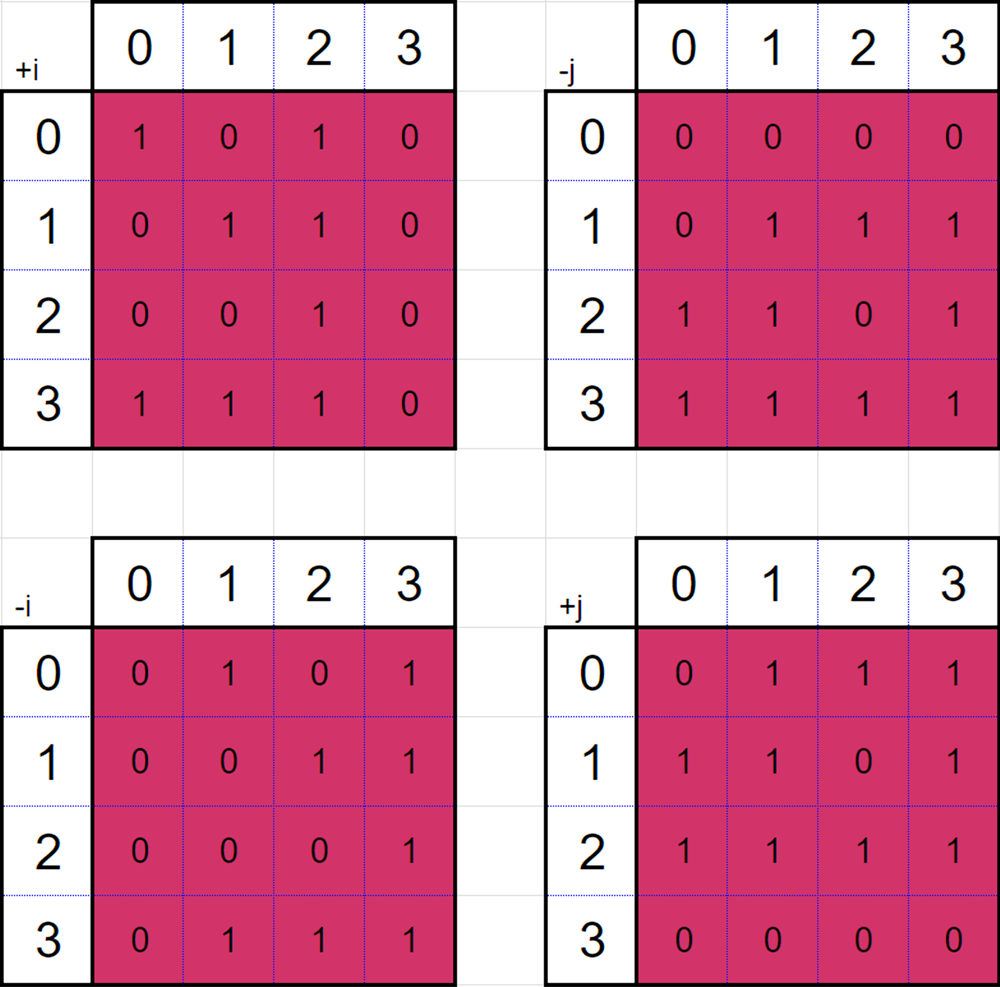 0 1 2 3 0 1 2 3
+i -j
0 1 0 1 0 0 0 0 0 0
1 0 1 1 0 1 0 1 1 1
2 0 0 1 0 2 1 1 0 1
3 1 1 1 0 3 1 1 1 1
0 1 2 3 0 1 2 3
-i +j
0 0 1 0 1 0 0 1 1 1
1 0 0 1 1 1 1 1 0 1
2 0 0 0 1 2 1 1 1 1
3 0 1 1 1 3 0 0 0 0